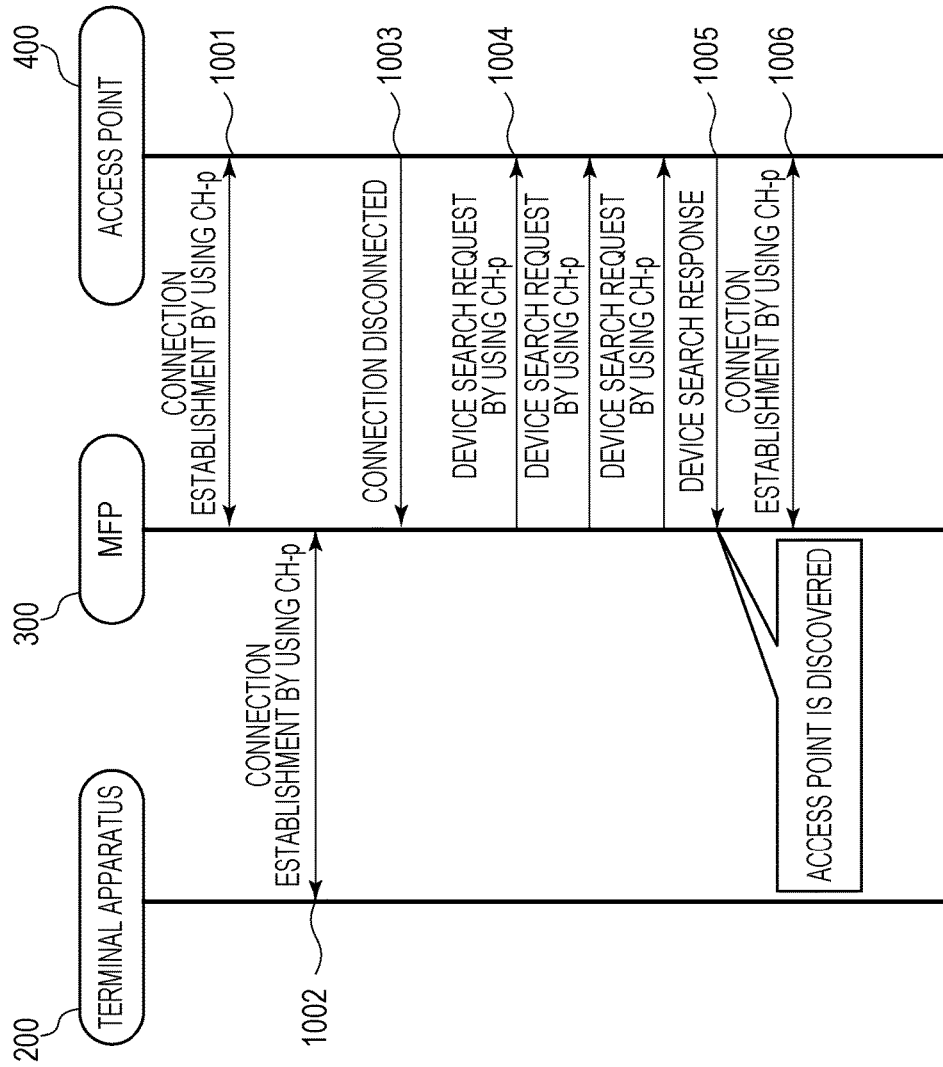 200
TERMINAL APPARATUS
300
MFP
400
ACCESS POINT
CONNECTION
ESTABLISHMENT BY USING CH-p
1001
CONNECTION
ESTABLISHMENT BY USING CH-p
1002
CONNECTION DISCONNECTED
1003
DEVICE SEARCH REQUEST
BY USING CH-p
1004
DEVICE SEARCH REQUEST
BY USING CH-p
DEVICE SEARCH REQUEST
BY USING CH-p
DEVICE SEARCH RESPONSE
1005
CONNECTION
ESTABLISHMENT BY USING CH-p
1006
ACCESS POINT IS DISCOVERED